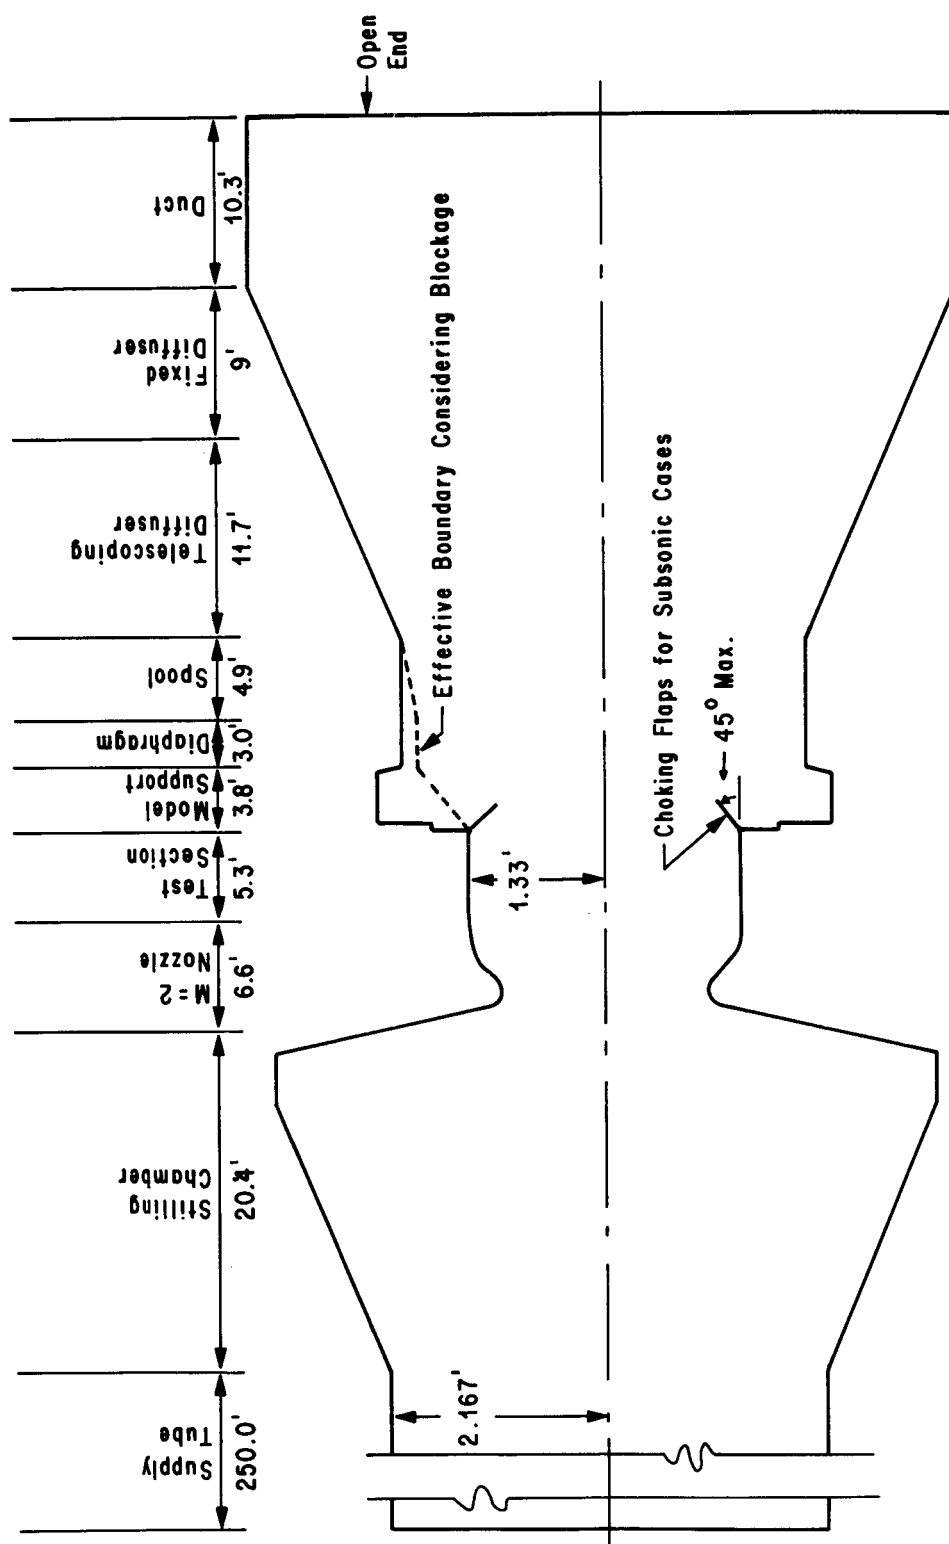 Supply
Tube
250.0'
Stilling
Chamber
20.4'
M = 2
Nozzle
6.6'
Test
Section
5.3'
Model
Support
3.8'
Diaphragm
3.0'
Spool
4.9'
Telescoping
Diffuser
11.7'
Fixed
Diffuser
9'
Duct
10.3'
Open
End
Effective Boundary Considering Blockage
Choking Flaps for Subsonic Cases
45° Max.
1.33'
2.167'